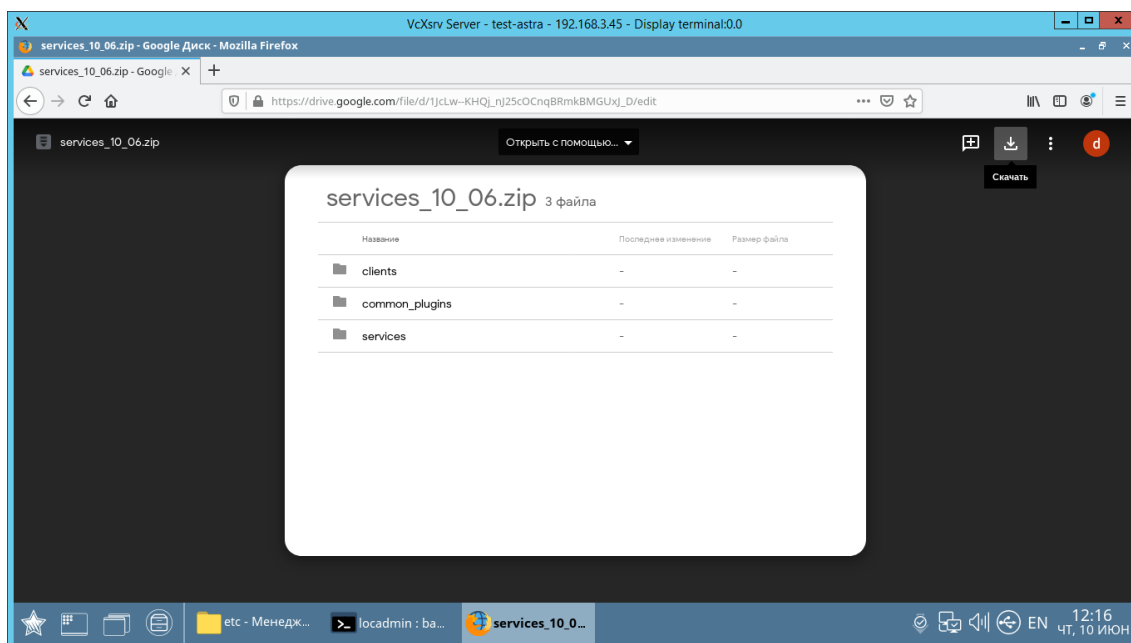 VcXsrv Server - test-astra - 192.168.3.45 - Display terminal:0.0
services_10_06.zip - Google Диск - Mozilla Firefox
services_10_06.zip - Google
https://drive.google.com/file/d/1JcLw--KHQj_nJ25cOCnqBRmkBMGUxJ_D/edit
services_10_06.zip
Открыть с помощью...
d
Скачать
services_10_06.zip 3 файла
Название Последнее изменение Размер файла
clients - -
common_plugins - -
services - -
etc - Менедж...
locadmin : ba...
services_10_0...
EN
12:16
ЧТ, 10 ИЮН